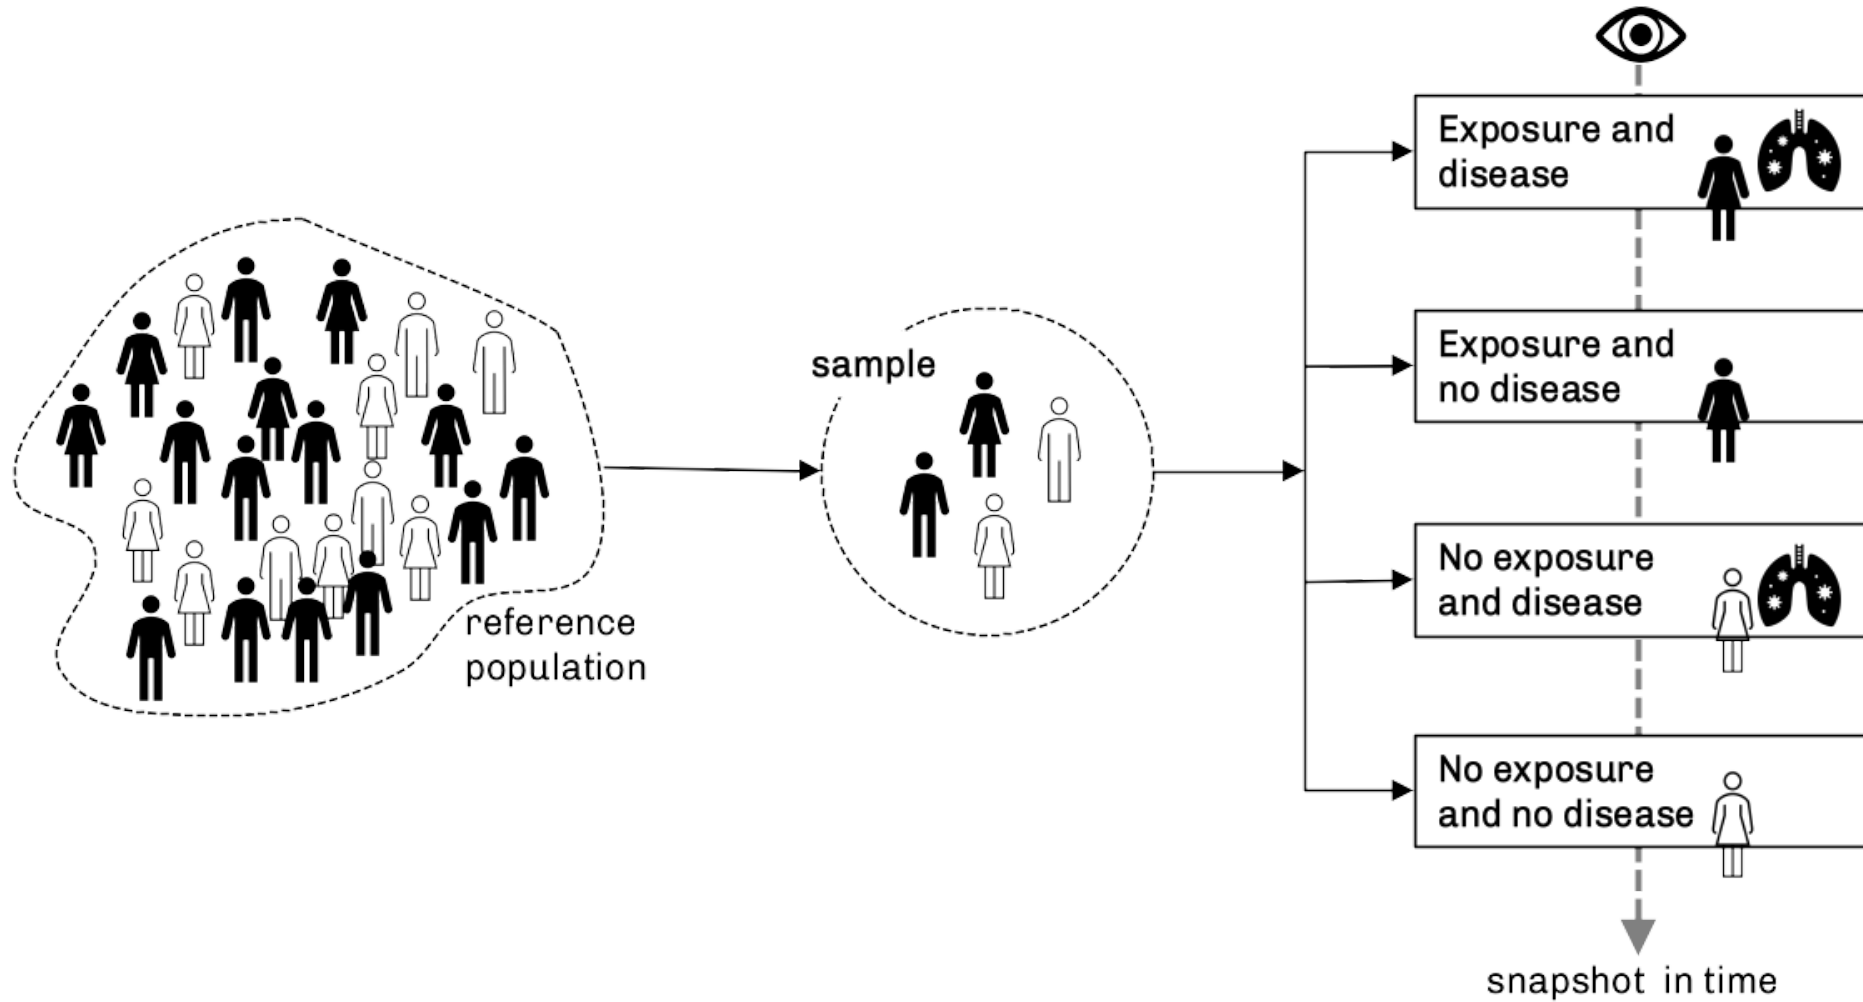 Exposure and
disease
Exposure and
no disease
sample
No exposure
and disease
reference
population
No exposure
and no disease
snapshot in time